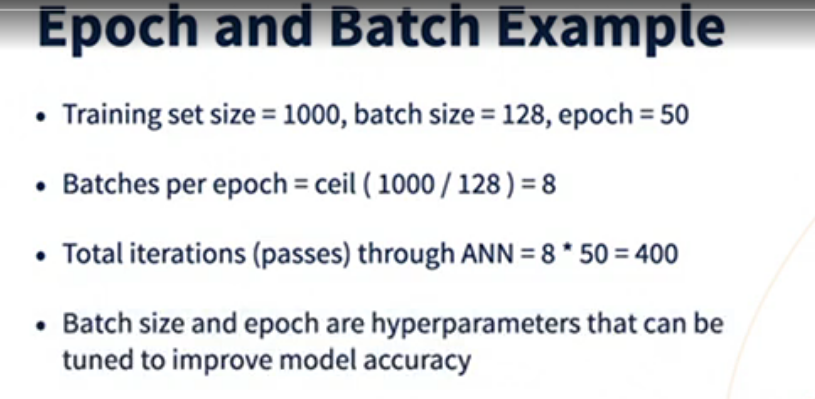 Epoch and Batch Example
• Training set size = 1000, batch size = 128, epoch = 50
• Batches per epoch = ceil ( 1000 / 128 ) = 8
• Total iterations (passes) through ANN = 8 * 50 = 400
• Batch size and epoch are hyperparameters that can be
tuned to improve model accuracy